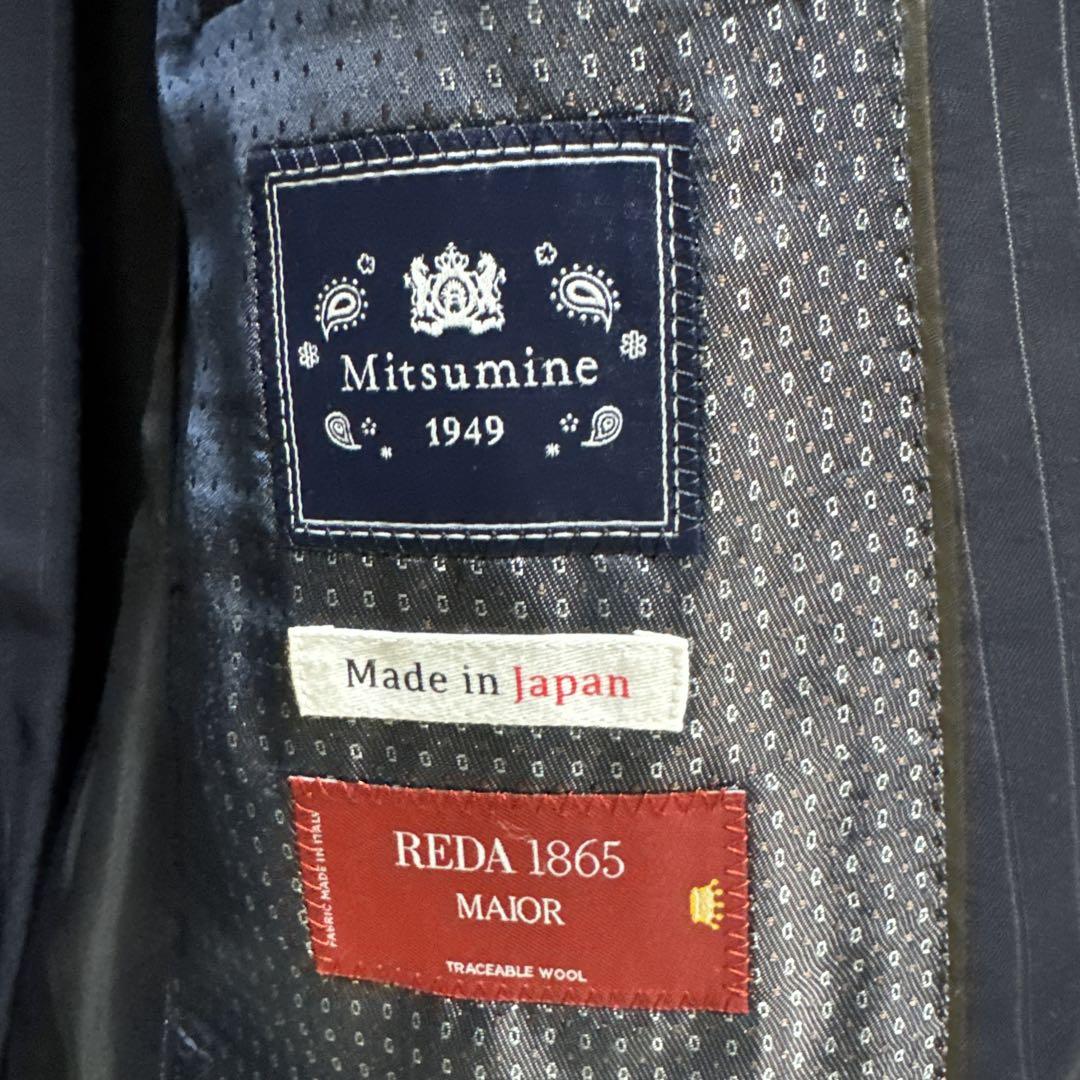 Mitsumine
1949
Made in Japan
REDA 1865
MAIOR
FABRIC MADE IN ITALY
TRACEABLE WOOL